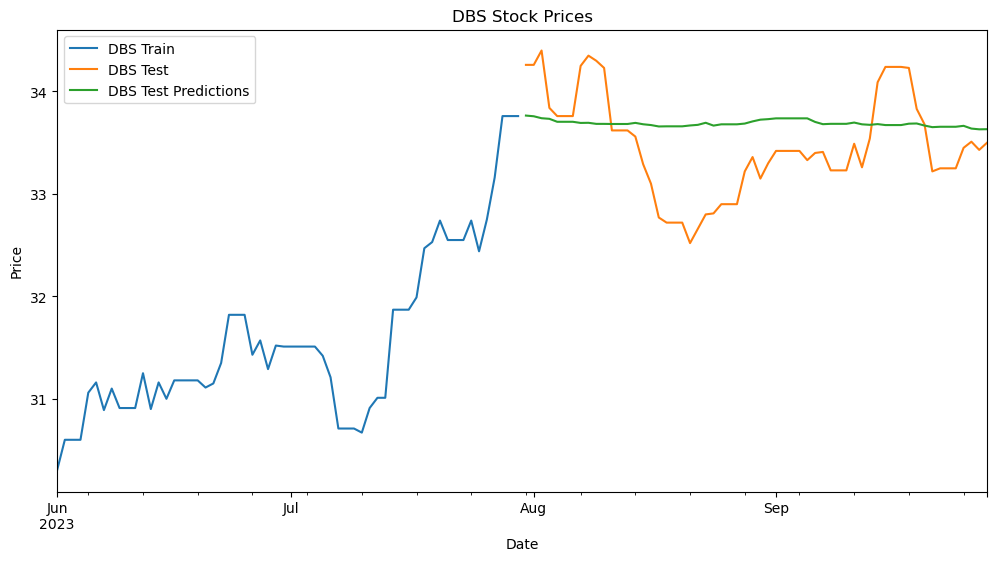 DBS Stock Prices
DBS Train
DBS Test
DBS Test Predictions
Price
34
33
32
31
Jun
2023
Jul
Aug
Sep
Date